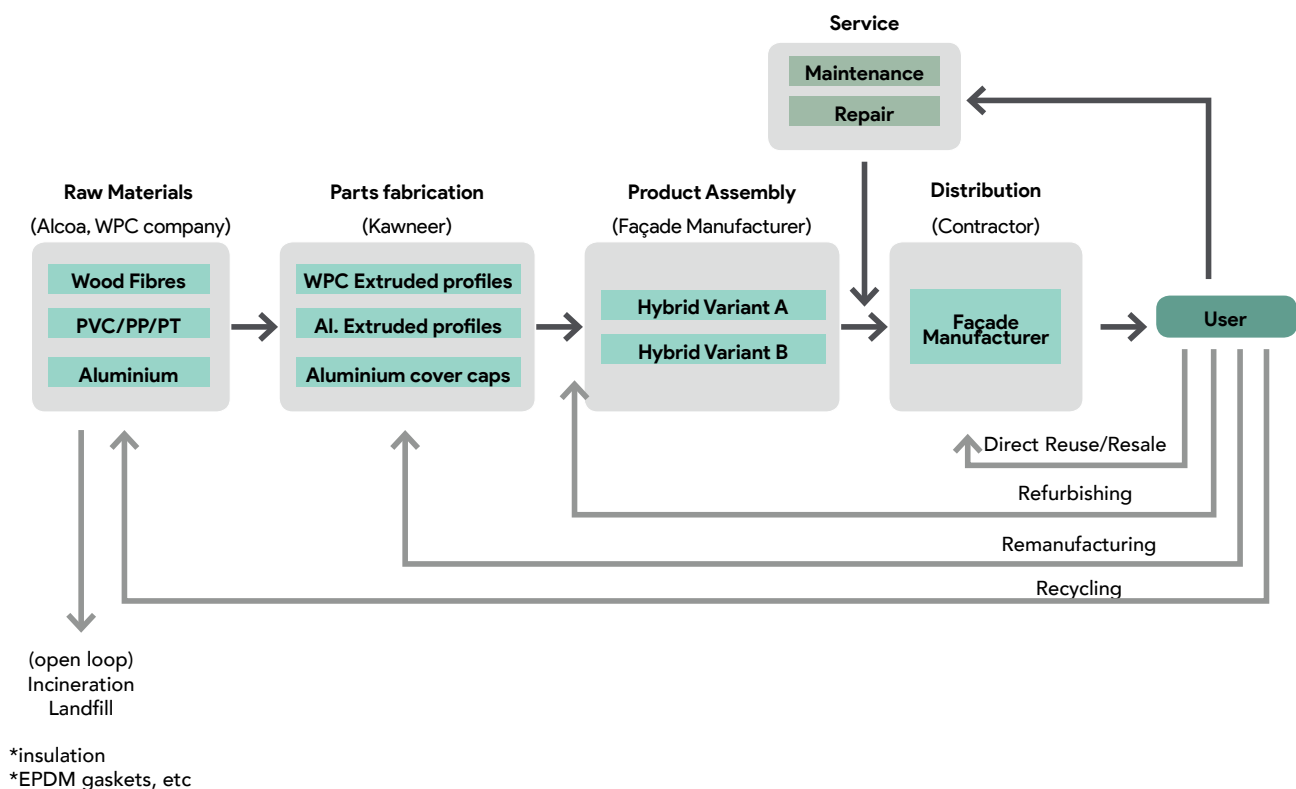 Service
Maintenance
Repair
Raw Materials
(Alcoa, WPC company)
Wood Fibres
PVC/PP/PT
Aluminium
Parts fabrication
(Kawneer)
WPC Extruded profiles
Al. Extruded profiles
Aluminium cover caps
Product Assembly
(Façade Manufacturer)
Hybrid Variant A
Hybrid Variant B
Distribution
(Contractor)
Façade
Manufacturer
User
Direct Reuse/Resale
Refurbishing
Remanufacturing
Recycling
(open loop)
Incineration
Landfill
*insulation
*EPDM gaskets, etc